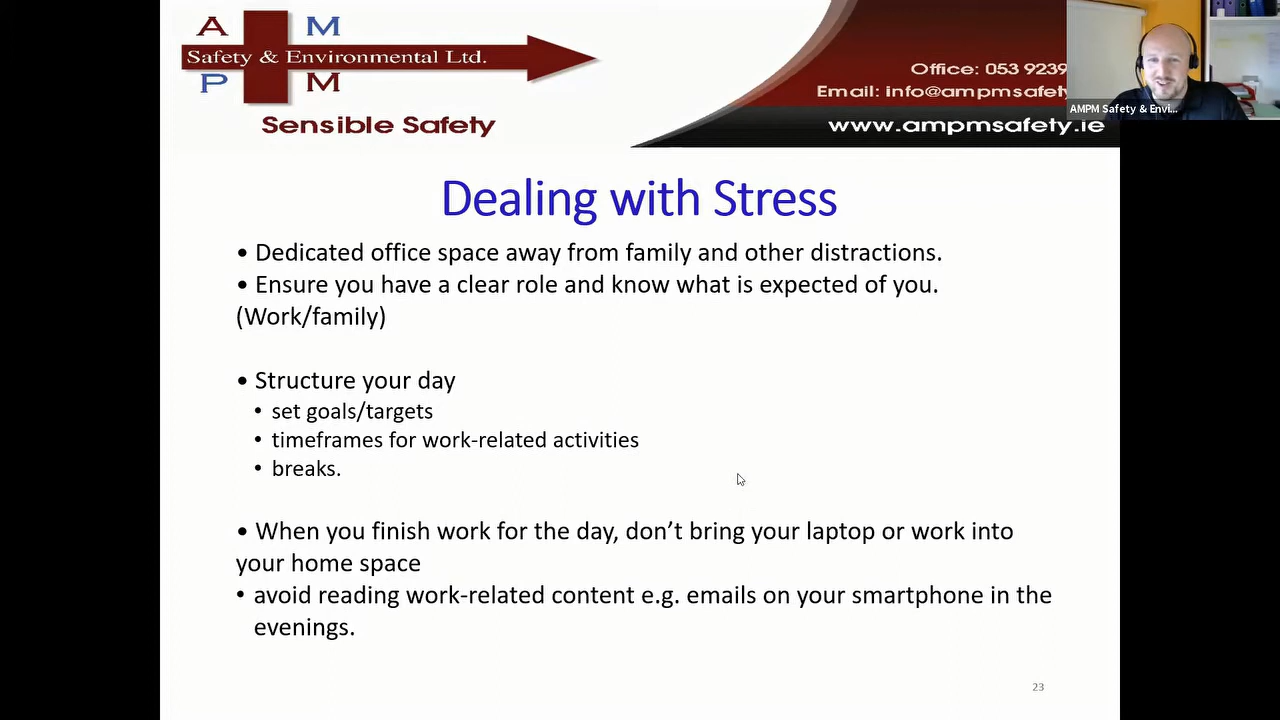 A M
Safety & Environmental Ltd.
P M
Sensible Safety
Office: 053 9239
Email: info@ampmsafety
www.ampmsafety.ie
AMPM Safety & Envi...
Dealing with Stress
• Dedicated office space away from family and other distractions.
• Ensure you have a clear role and know what is expected of you.
(Work/family)
• Structure your day
• set goals/targets
• timeframes for work-related activities
• breaks.
• When you finish work for the day, don’t bring your laptop or work into
your home space
• avoid reading work-related content e.g. emails on your smartphone in the
evenings.
23